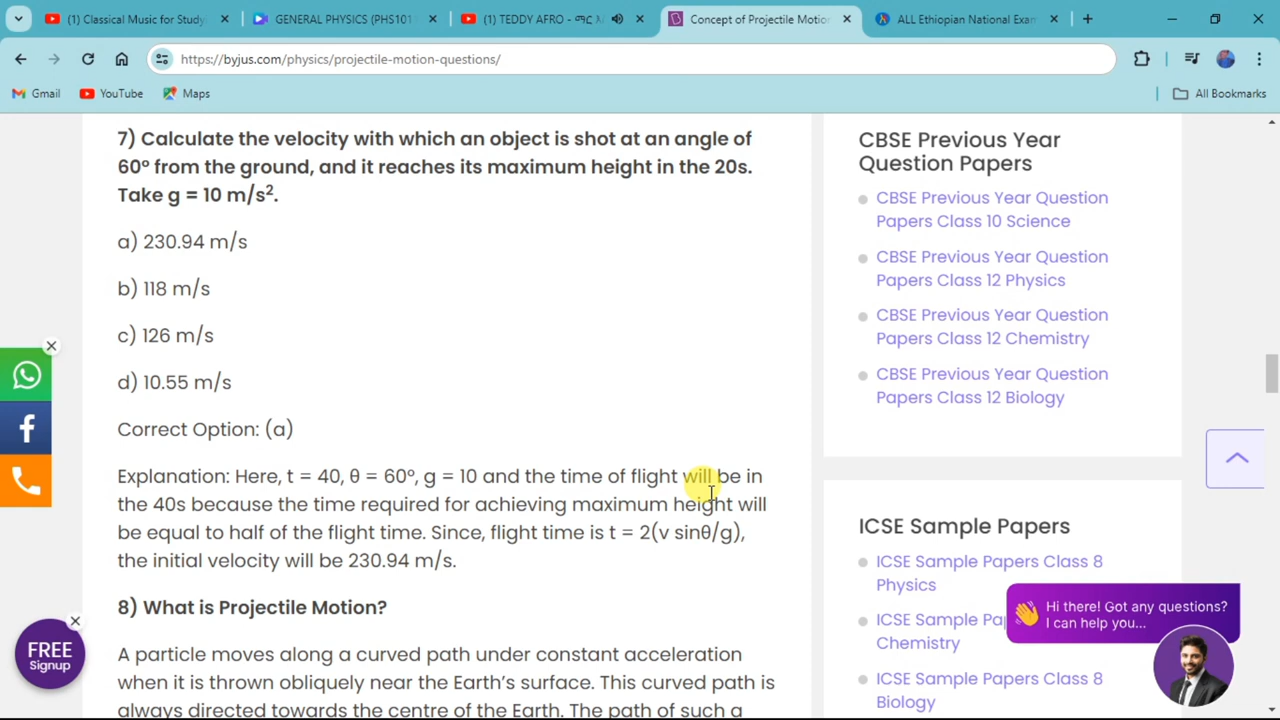 (1) Classical Music for Study
GENERAL PHYSICS (PHS101
(1) TEDDY AFRO - ማር
Concept of Projectile Motio
ALL Ethiopian National Exam
https://byjus.com/physics/projectile-motion-questions/
Gmail
YouTube
Maps
All Bookmarks
7) Calculate the velocity with which an object is shot at an angle of
60º from the ground, and it reaches its maximum height in the 20s.
Take g = 10 m/s².
a) 230.94 m/s
b) 118 m/s
c) 126 m/s
d) 10.55 m/s
Correct Option: (a)
Explanation: Here, t = 40, θ = 60º, g = 10 and the time of flight will be in
the 40s because the time required for achieving maximum height will
be equal to half of the flight time. Since, flight time is t = 2(v sinθ/g),
the initial velocity will be 230.94 m/s.
8) What is Projectile Motion?
A particle moves along a curved path under constant acceleration
when it is thrown obliquely near the Earth's surface. This curved path is
always directed towards the centre of the Earth. The path of such a
FREE
Signup
CBSE Previous Year
Question Papers
CBSE Previous Year Question
Papers Class 10 Science
CBSE Previous Year Question
Papers Class 12 Physics
CBSE Previous Year Question
Papers Class 12 Chemistry
CBSE Previous Year Question
Papers Class 12 Biology
ICSE Sample Papers
ICSE Sample Papers Class 8
Physics
ICSE Sample Pa
Chemistry
ICSE Sample Papers Class 8
Biology
Hi there! Got any questions?
I can help you...